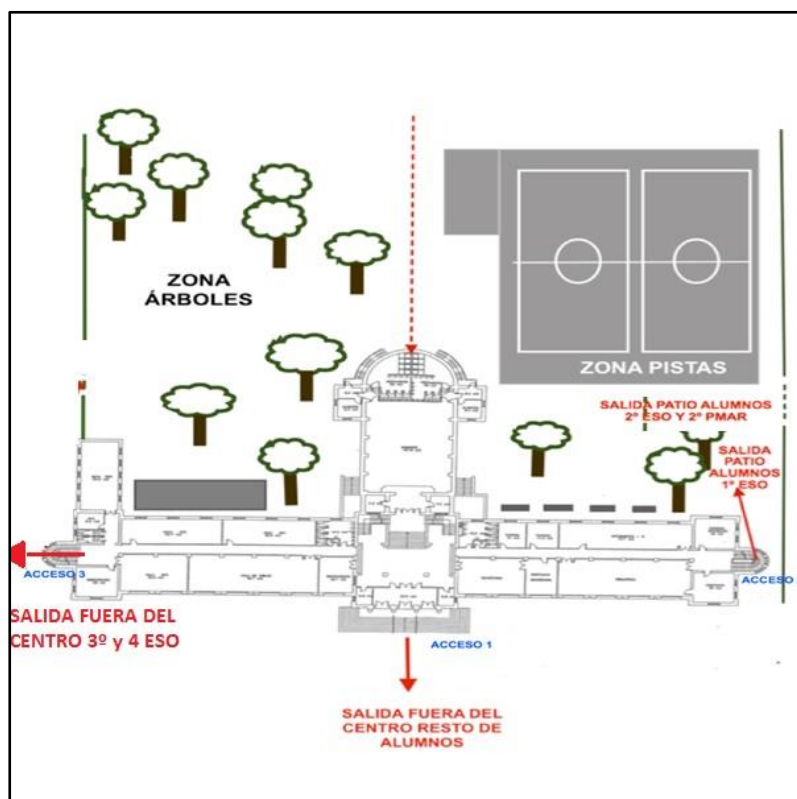 ZONA
ÁRBOLES
ZONA PISTAS
SALIDA PATIO ALUMNOS
2º ESO Y 2º PMAR
SALIDA
PATIO
ALUMNOS
1º ESO
ACCESO 3
ACCESO
SALIDA FUERA DEL
CENTRO 3º y 4 ESO
ACCESO 1
SALIDA FUERA DEL
CENTRO RESTO DE
ALUMNOS